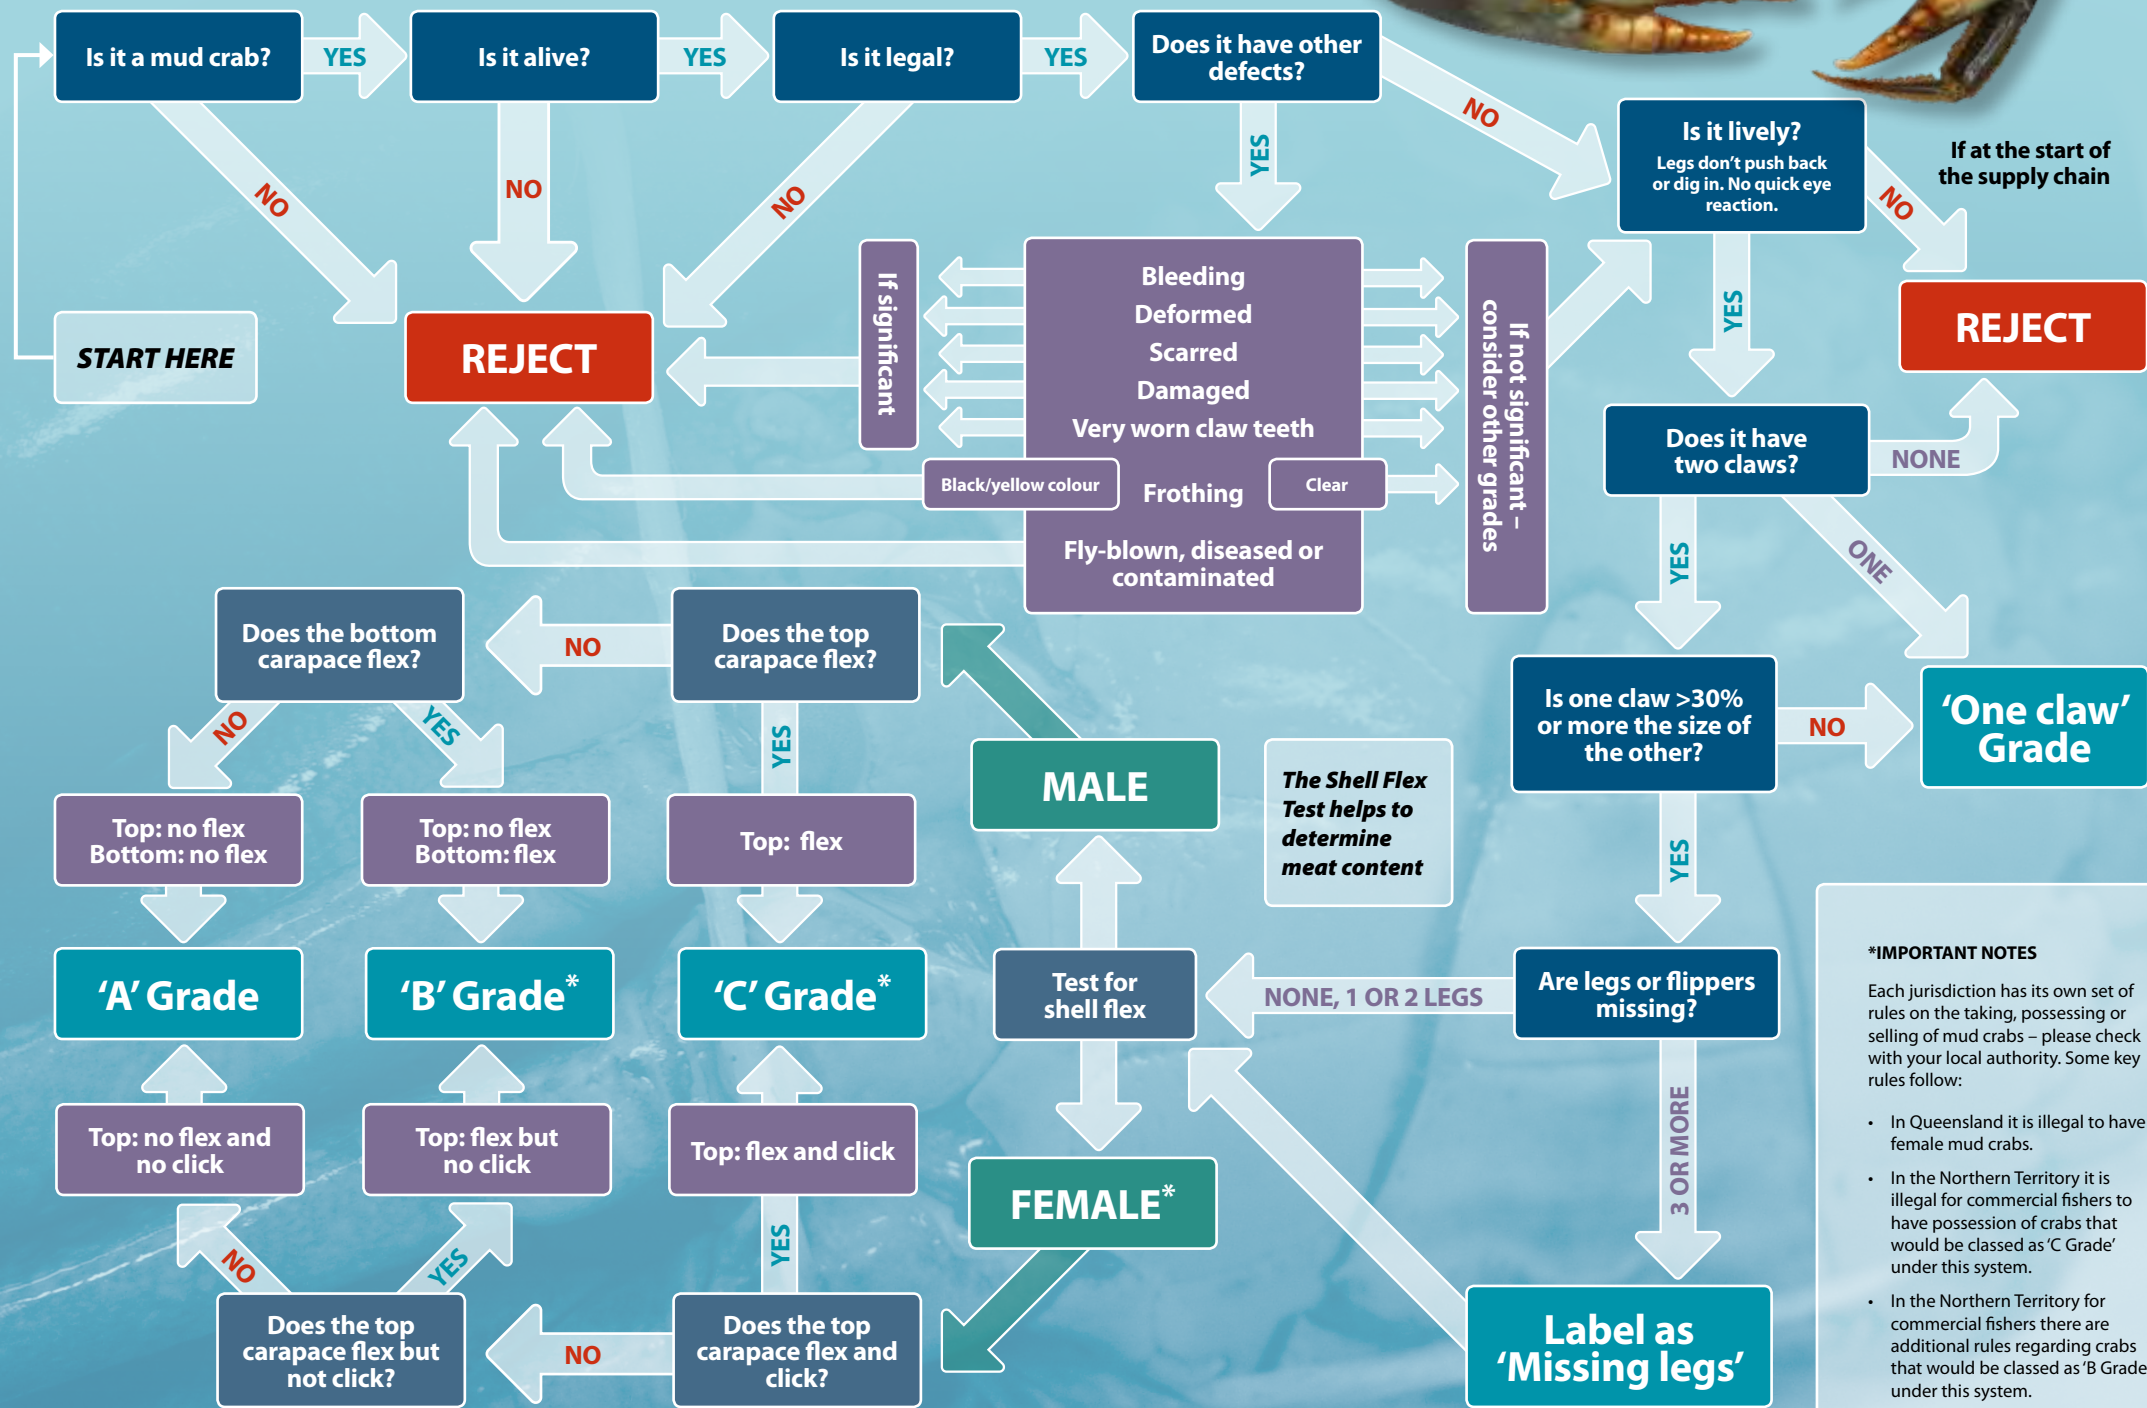 Is it a mud crab?
YES
Is it alive?
YES
Is it legal?
YES
Does it have other
defects?
NO
NO
NO
NO
YES
Is it lively?
Legs don't push back
or dig in. No quick eye
reaction.
NO
If at the start of
the supply chain
START HERE
REJECT
If significant
Bleeding
Deformed
Scarred
Damaged
Very worn claw teeth
Black/yellow colour
Frothing
Clear
Fly-blown, diseased or
contaminated
If not significant –
consider other grades
YES
REJECT
Does it have
two claws?
NONE
YES
ONE
Does the bottom
carapace flex?
NO
Does the top
carapace flex?
Is one claw >30%
or more the size of
the other?
NO
'One claw'
Grade
NO
YES
YES
MALE
The Shell Flex
Test helps to
determine
meat content
YES
Top: no flex
Bottom: no flex
Top: no flex
Bottom: flex
Top: flex
'A' Grade
'B' Grade*
'C' Grade*
Test for
shell flex
NONE, 1 OR 2 LEGS
Are legs or flippers
missing?
3 OR MORE
Top: no flex and
no click
Top: flex but
no click
Top: flex and click
FEMALE*
NO
YES
YES
Does the top
carapace flex but
not click?
NO
Does the top
carapace flex and
click?
Label as
'Missing legs'
*IMPORTANT NOTES
Each jurisdiction has its own set of
rules on the taking, possessing or
selling of mud crabs – please check
with your local authority. Some key
rules follow:
• In Queensland it is illegal to have
female mud crabs.
• In the Northern Territory it is
illegal for commercial fishers to
have possession of crabs that
would be classed as 'C Grade'
under this system.
• In the Northern Territory for
commercial fishers there are
additional rules regarding crabs
that would be classed as 'B Grade
under this system.